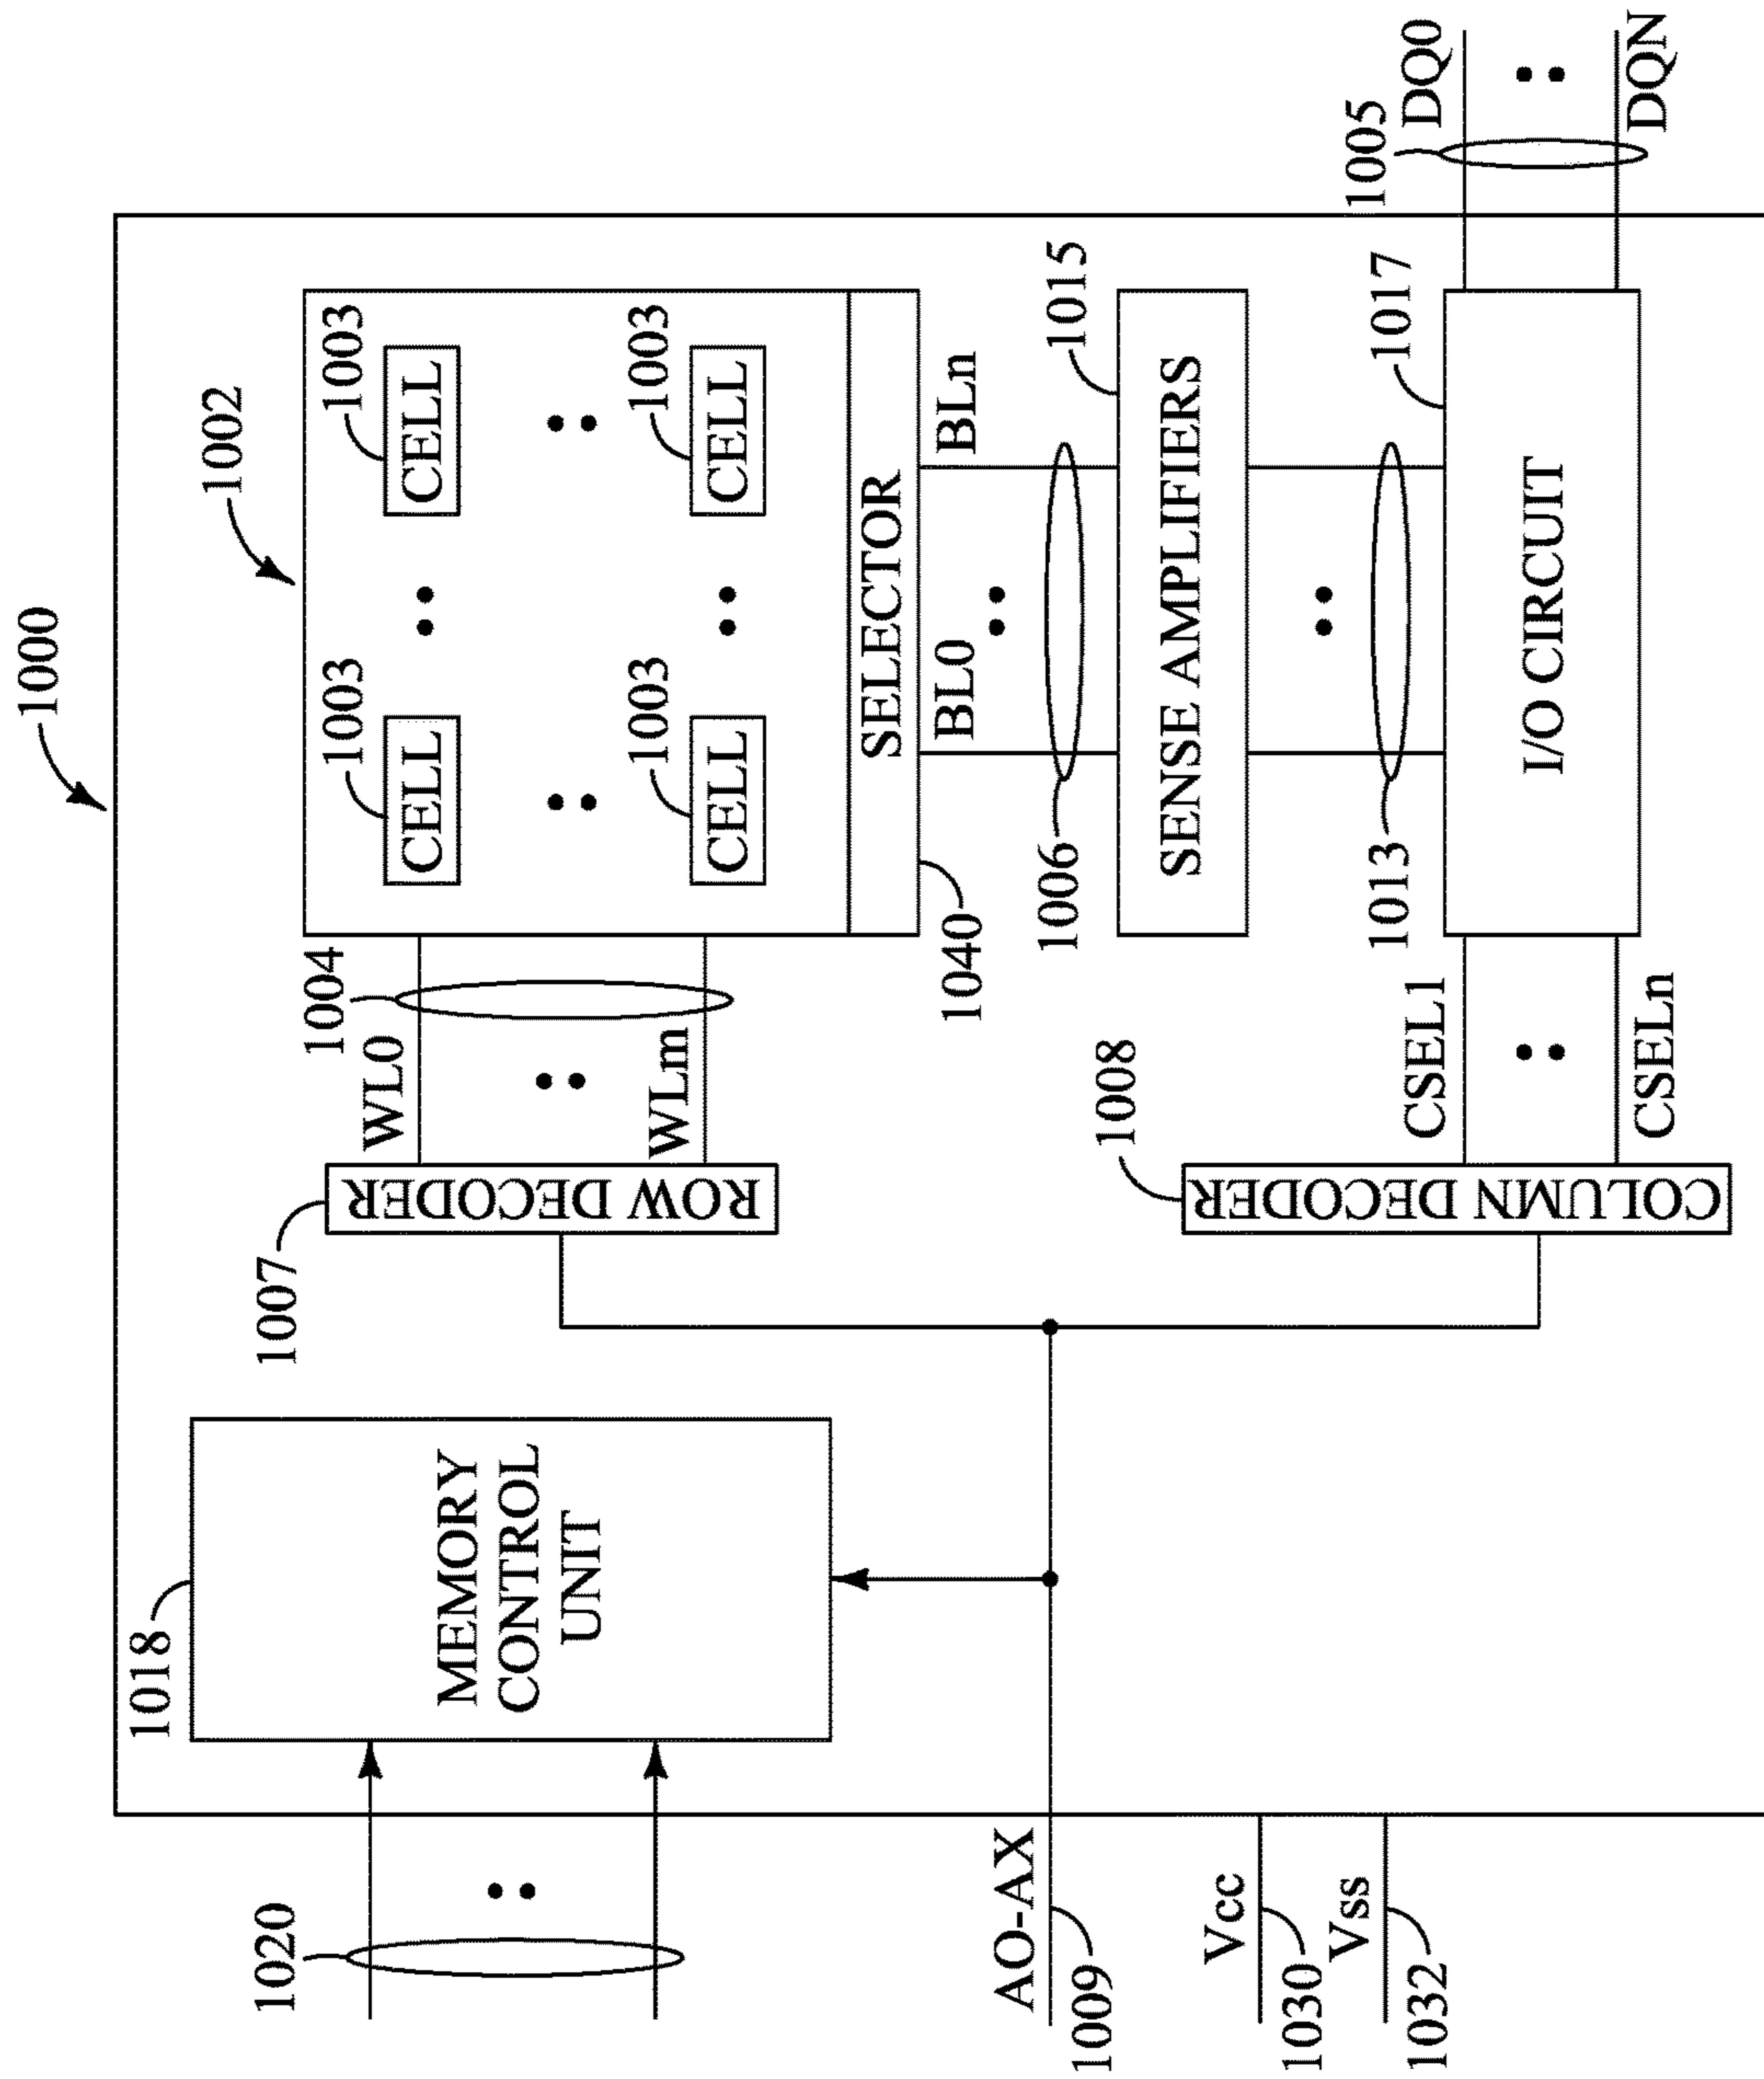 1000
1002
1003
1003
CELL
CELL
1003
1003
CELL
CELL
SELECTOR
1040
1004
WL0
WLm
1007
ROW DECODER
1018
MEMORY
CONTROL
UNIT
1020
BL0
BLn
1006
1015
SENSE AMPLIFIERS
1013
1017
I/O CIRCUIT
1008
COLUMN DECODER
CSEL1
CSELn
1005
DQ0
DQN
AO-AX
1009
Vcc
1030
Vss
1032